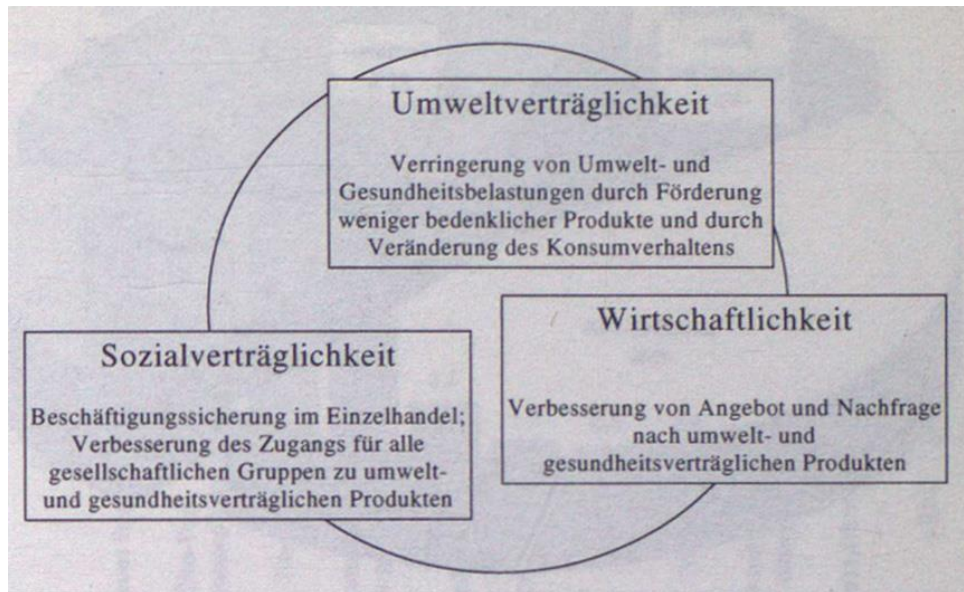 Umweltverträglichkeit
Verringerung von Umwelt- und
Gesundheitsbelastungen durch Förderung
weniger bedenklicher Produkte und durch
Veränderung des Konsumverhaltens
Wirtschaftlichkeit
Verbesserung von Angebot und Nachfrage
nach umwelt- und
gesundheitsverträglichen Produkten
Sozialverträglichkeit
Beschäftigungssicherung im Einzelhandel;
Verbesserung des Zugangs für alle
gesellschaftlichen Gruppen zu umwelt-
und gesundheitsverträglichen Produkten